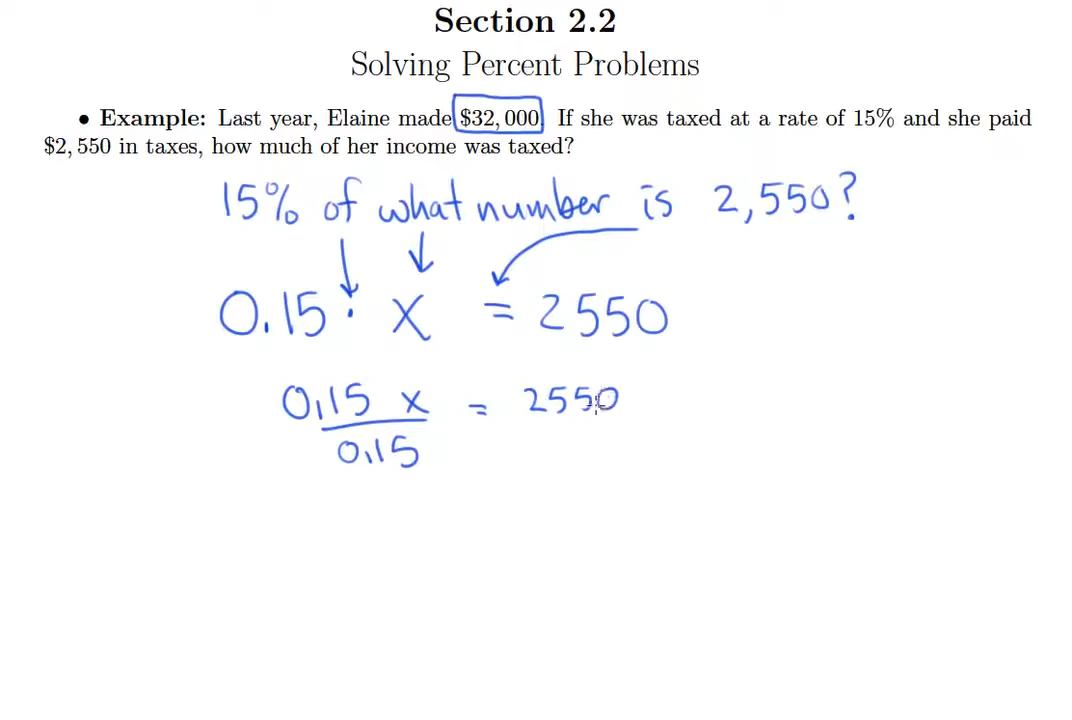 Section 2.2
Solving Percent Problems
• Example: Last year, Elaine made $32,000. If she was taxed at a rate of 15% and she paid
$2,550 in taxes, how much of her income was taxed?
15% of what number is 2,550?
0.15 · x = 2550
0.15 x = 2550
0.15